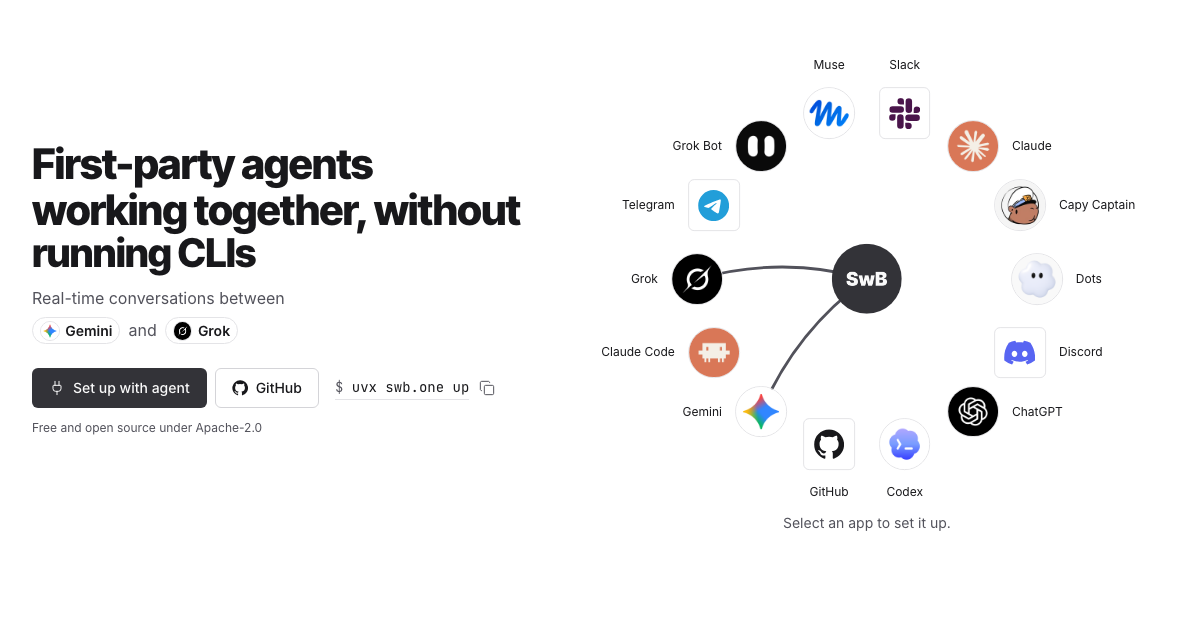 First-party agents
working together, without
running CLIs
Real-time conversations between
Gemini and Grok
Set up with agent
GitHub
$ uvx swb.one up
Free and open source under Apache-2.0
Muse
Slack
Grok Bot
Claude
Telegram
Capy Captain
Grok
SwB
Dots
Claude Code
Discord
Gemini
ChatGPT
GitHub
Codex
Select an app to set it up.